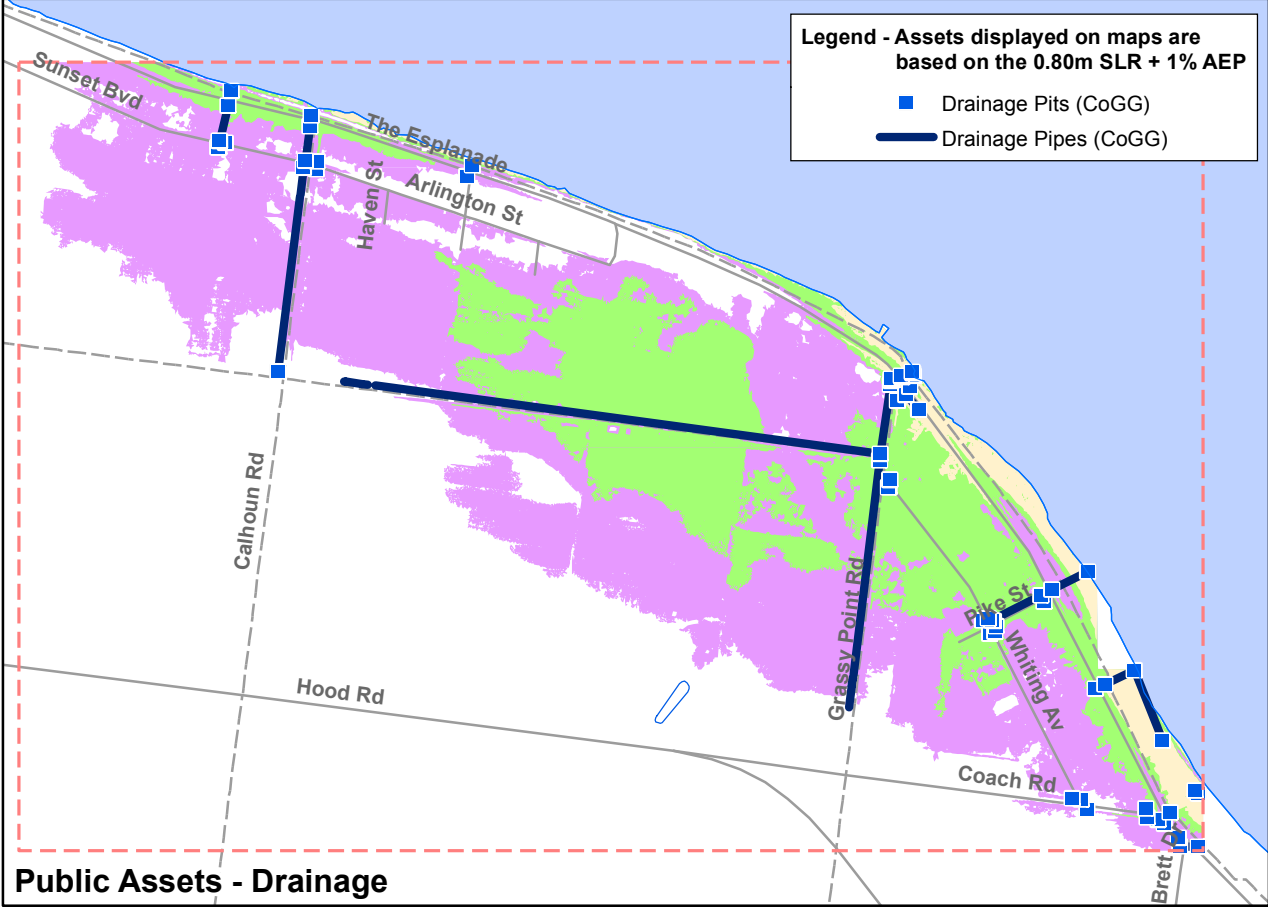 Legend - Assets displayed on maps are
based on the 0.80m SLR + 1% AEP
Drainage Pits (CoGG)
Drainage Pipes (CoGG)
Sunset Bvd
The Esplanade
Haven St
Arlington St
Calhoun Rd
Grassy Point Rd
Pike St
Whiting Av
Hood Rd
Coach Rd
Brett Dr
Public Assets - Drainage